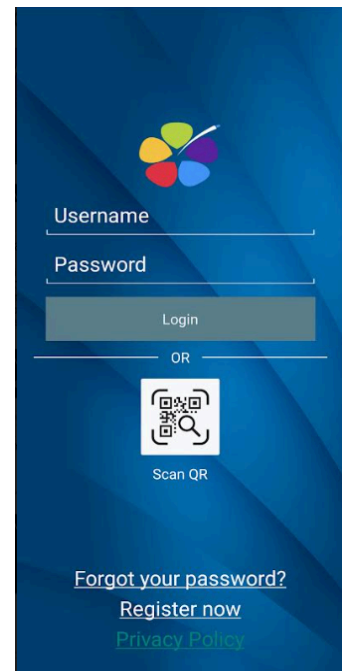 Username
Password
Login
OR
Scan QR
Forgot your password?
Register now
Privacy Policy